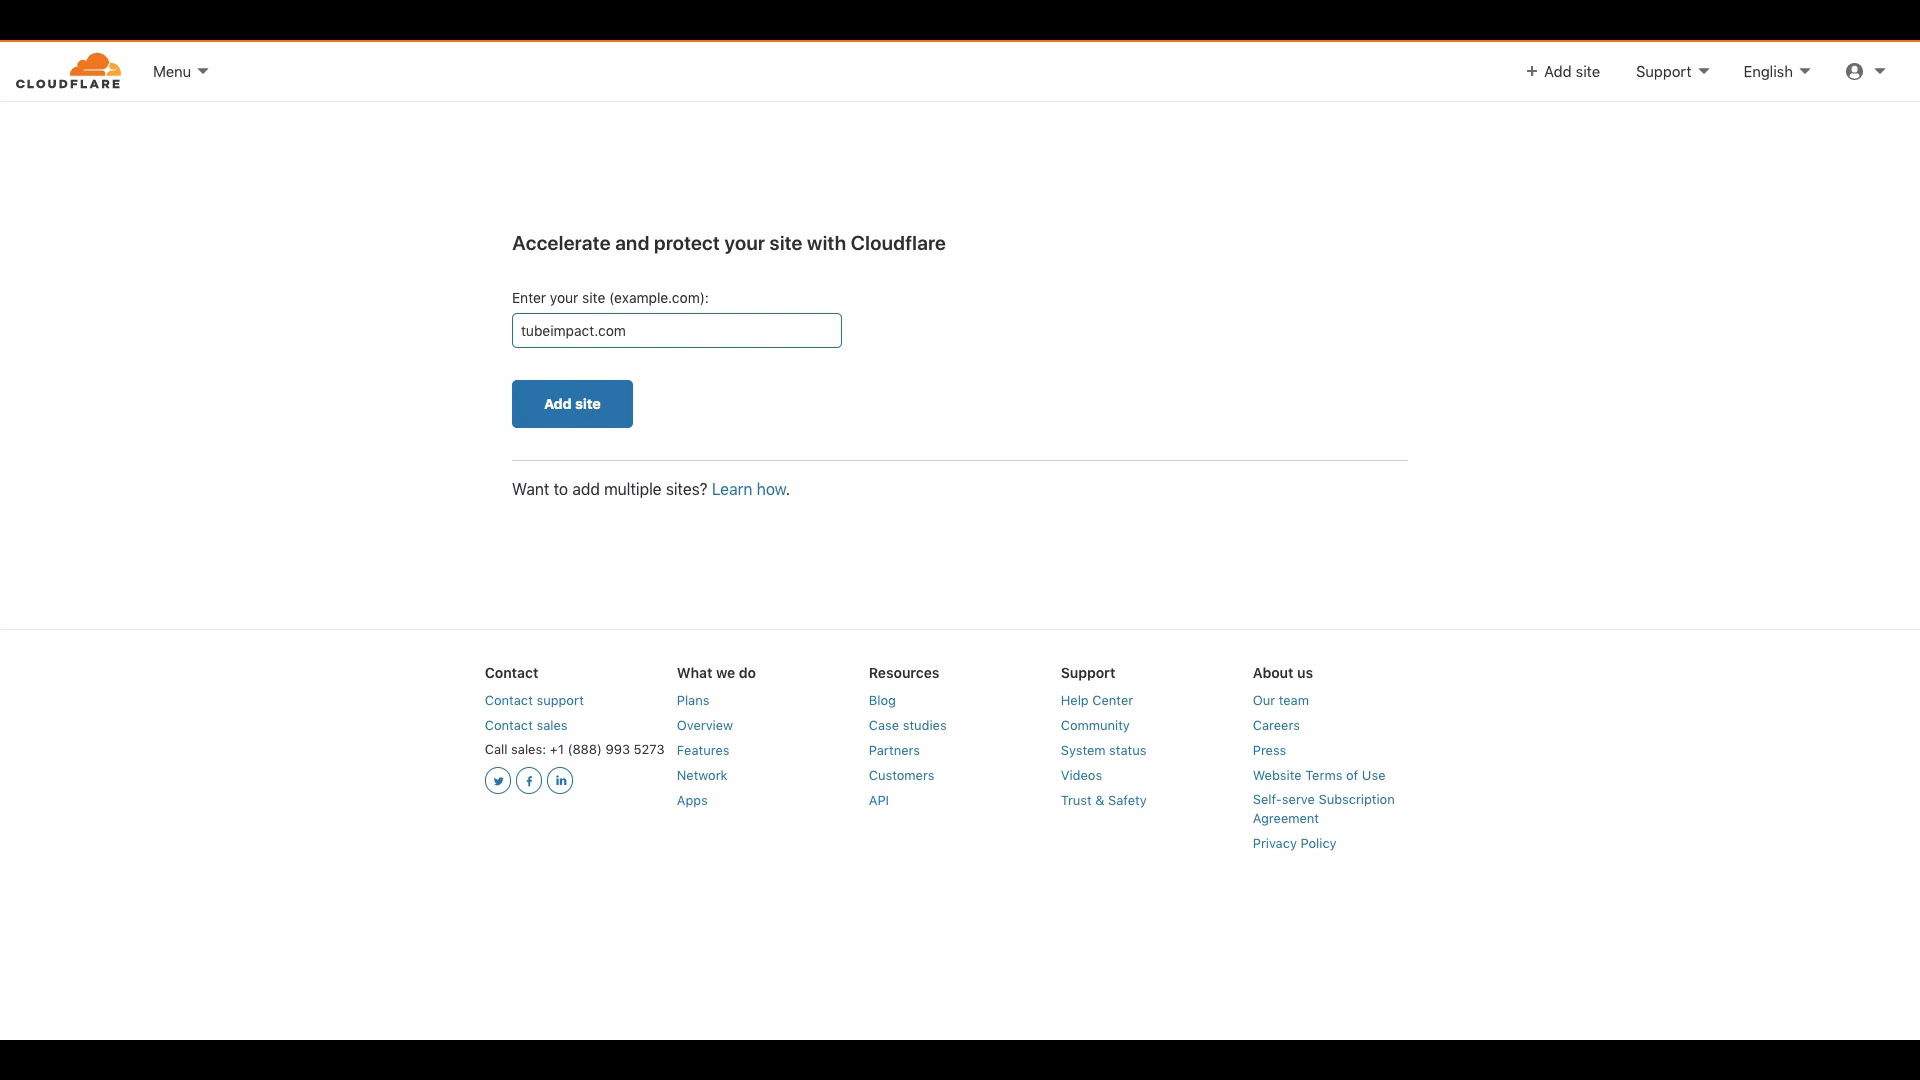 CLOUDFLARE
Menu
+ Add site
Support
English
Accelerate and protect your site with Cloudflare
Enter your site (example.com):
tubeimpact.com
Add site
Want to add multiple sites? Learn how.
Contact
Contact support
Contact sales
Call sales: +1 (888) 993 5273
What we do
Plans
Overview
Features
Network
Apps
Resources
Blog
Case studies
Partners
Customers
API
Support
Help Center
Community
System status
Videos
Trust & Safety
About us
Our team
Careers
Press
Website Terms of Use
Self-serve Subscription
Agreement
Privacy Policy